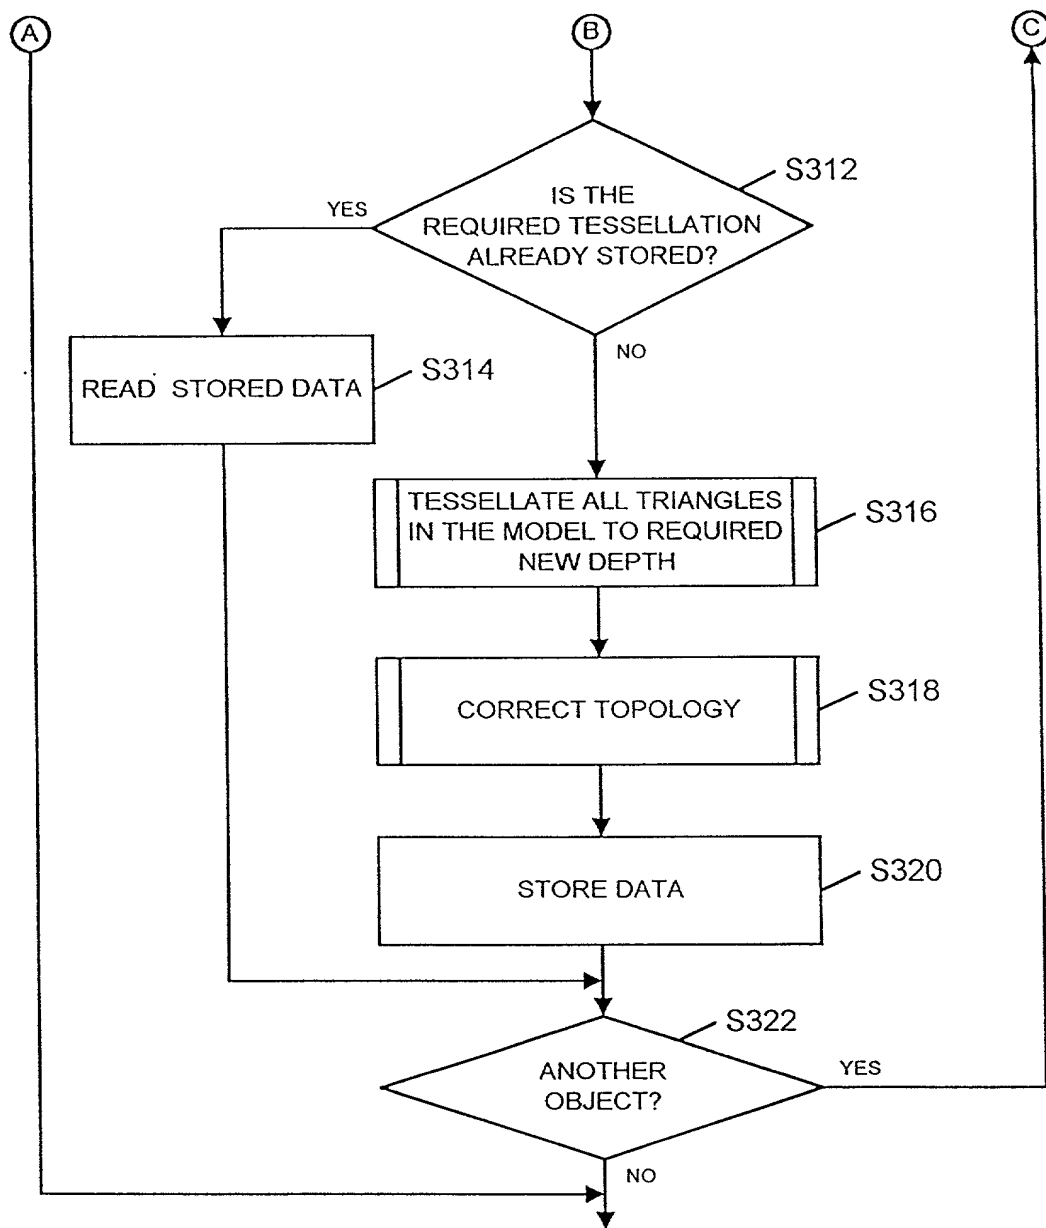 A
B
C
S312
IS THE
REQUIRED TESSELLATION
ALREADY STORED?
YES
NO
READ STORED DATA
S314
TESSELLATE ALL TRIANGLES
IN THE MODEL TO REQUIRED
NEW DEPTH
S316
CORRECT TOPOLOGY
S318
STORE DATA
S320
S322
ANOTHER
OBJECT?
YES
NO